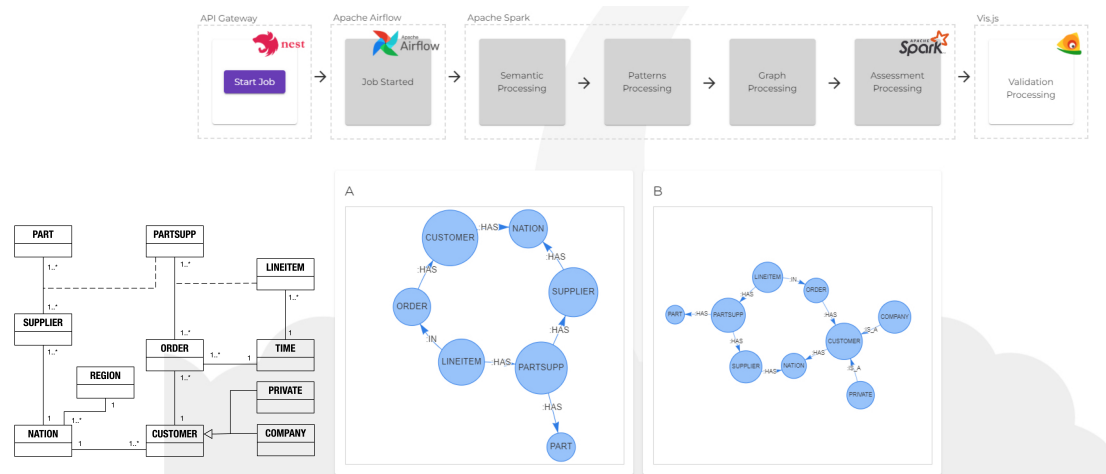 API Gateway
Apache Airflow
Apache Spark
Vis.js
nest
Apache
Airflow
APACHE
Spark
Start Job
Job Started
Semantic
Processing
Patterns
Processing
Graph
Processing
Assessment
Processing
Validation
Processing
PART
PARTSUPP
1..*
1..*
LINEITEM
1..*
1..*
SUPPLIER
1..*
1..*
1
ORDER
1..*
1
TIME
1..*
REGION
1
PRIVATE
1
1..*
1
NATION
1
1..*
CUSTOMER
COMPANY
A
CUSTOMER
:HAS
NATION
:HAS
:HAS
ORDER
SUPPLIER
:IN
:HAS
LINEITEM
:HAS
PARTSUPP
:HAS
PART
B
LINEITEM
:IN
ORDER
:HAS
PART
:HAS
PARTSUPP
:HAS
COMPANY
:IS_A
CUSTOMER
:HAS
:HAS
SUPPLIER
:HAS
NATION
:IS_A
PRIVATE